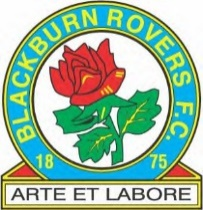 BLACKBURN ROVERS F.C.
18 75
ARTE ET LABORE